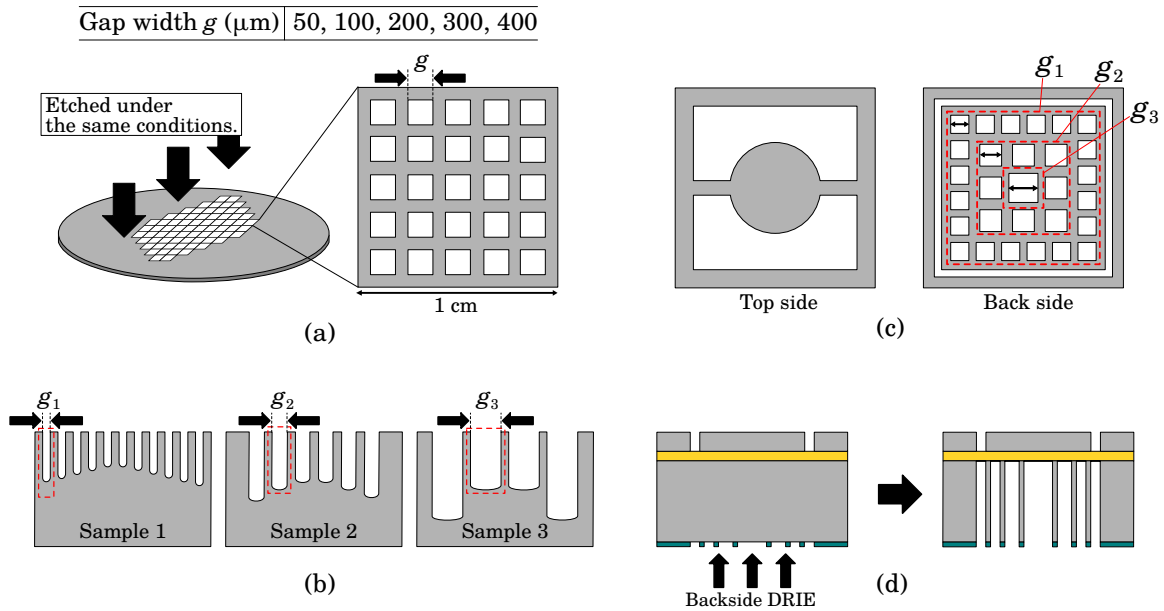 Gap width g (μm) 50, 100, 200, 300, 400
g
Etched under
the same conditions.
1 cm
(a)
g₁
g₂
g₃
Top side
Back side
(c)
g₁
g₂
g₃
Sample 1
Sample 2
Sample 3
(b)
Backside DRIE
(d)